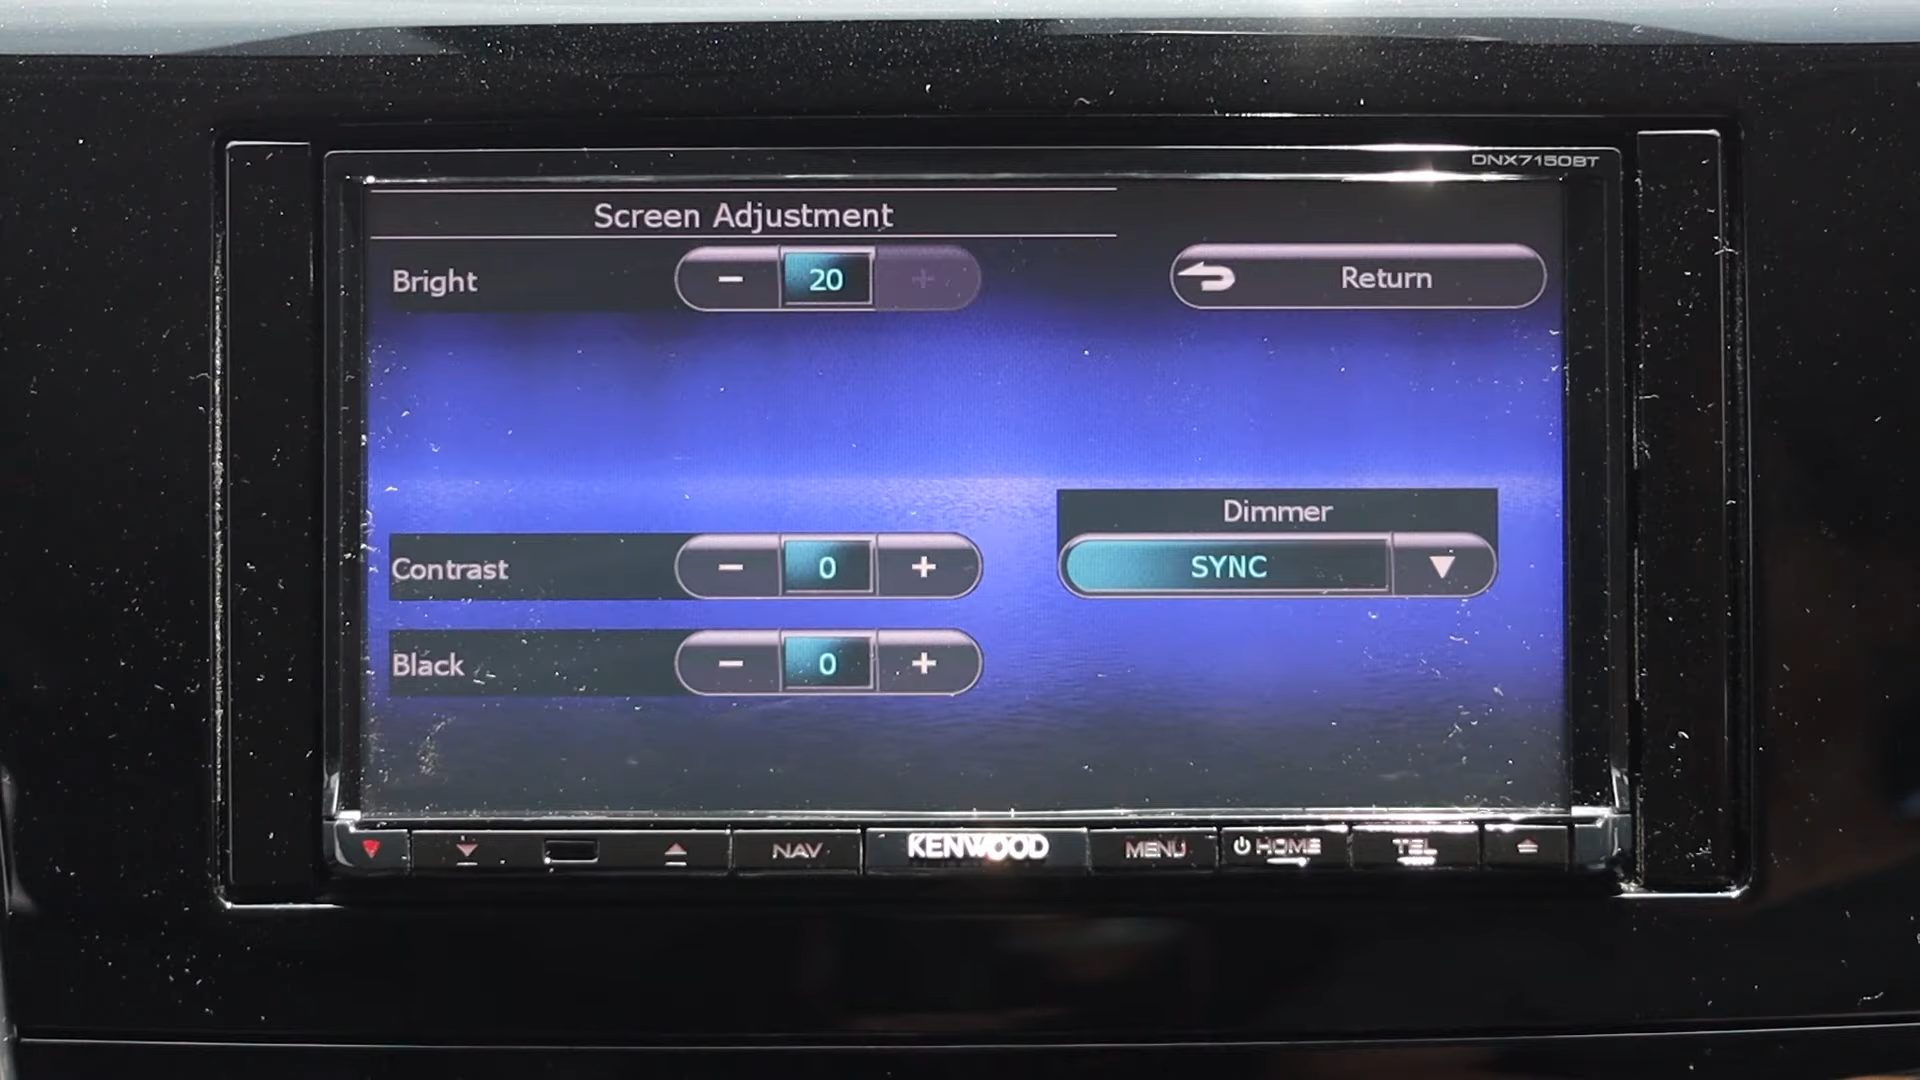 DNX7150BT
Screen Adjustment
Bright − 20 +
Return
Dimmer
Contrast − 0 +
SYNC
Black − 0 +
NAV KENWOOD MENU HOME TEL